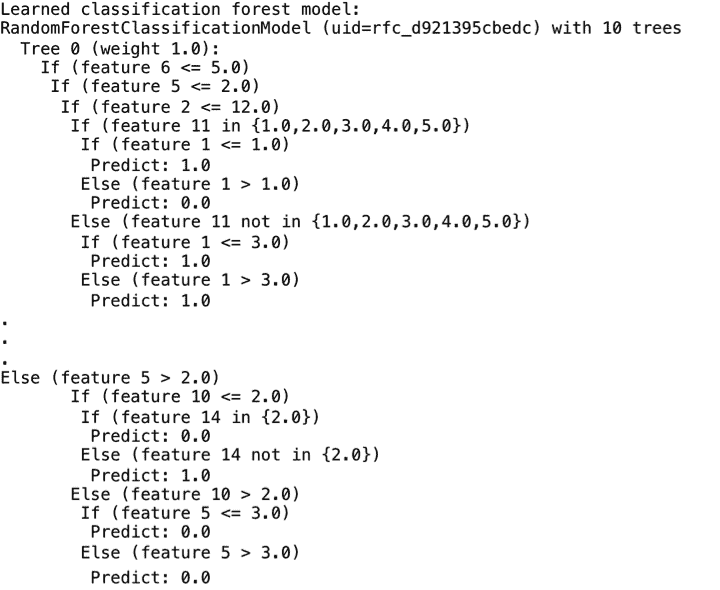 Learned classification forest model:
RandomForestClassificationModel (uid=rfc_d921395cbedc) with 10 trees
  Tree 0 (weight 1.0):
    If (feature 6 <= 5.0)
     If (feature 5 <= 2.0)
      If (feature 2 <= 12.0)
       If (feature 11 in {1.0,2.0,3.0,4.0,5.0})
        If (feature 1 <= 1.0)
         Predict: 1.0
        Else (feature 1 > 1.0)
         Predict: 0.0
       Else (feature 11 not in {1.0,2.0,3.0,4.0,5.0})
        If (feature 1 <= 3.0)
         Predict: 1.0
        Else (feature 1 > 3.0)
         Predict: 1.0
.
.
.
Else (feature 5 > 2.0)
       If (feature 10 <= 2.0)
        If (feature 14 in {2.0})
         Predict: 0.0
        Else (feature 14 not in {2.0})
         Predict: 1.0
       Else (feature 10 > 2.0)
        If (feature 5 <= 3.0)
         Predict: 0.0
        Else (feature 5 > 3.0)
         Predict: 0.0